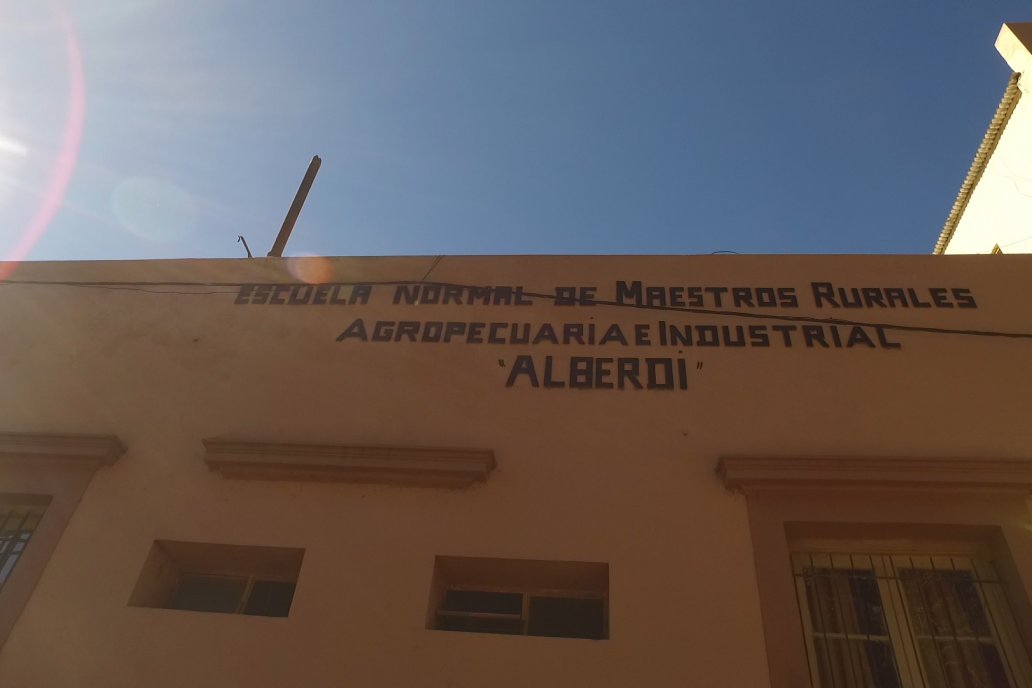 ESCUELA NORMAL DE MAESTROS RURALES
AGROPECUARIA E INDUSTRIAL
"ALBERDI"